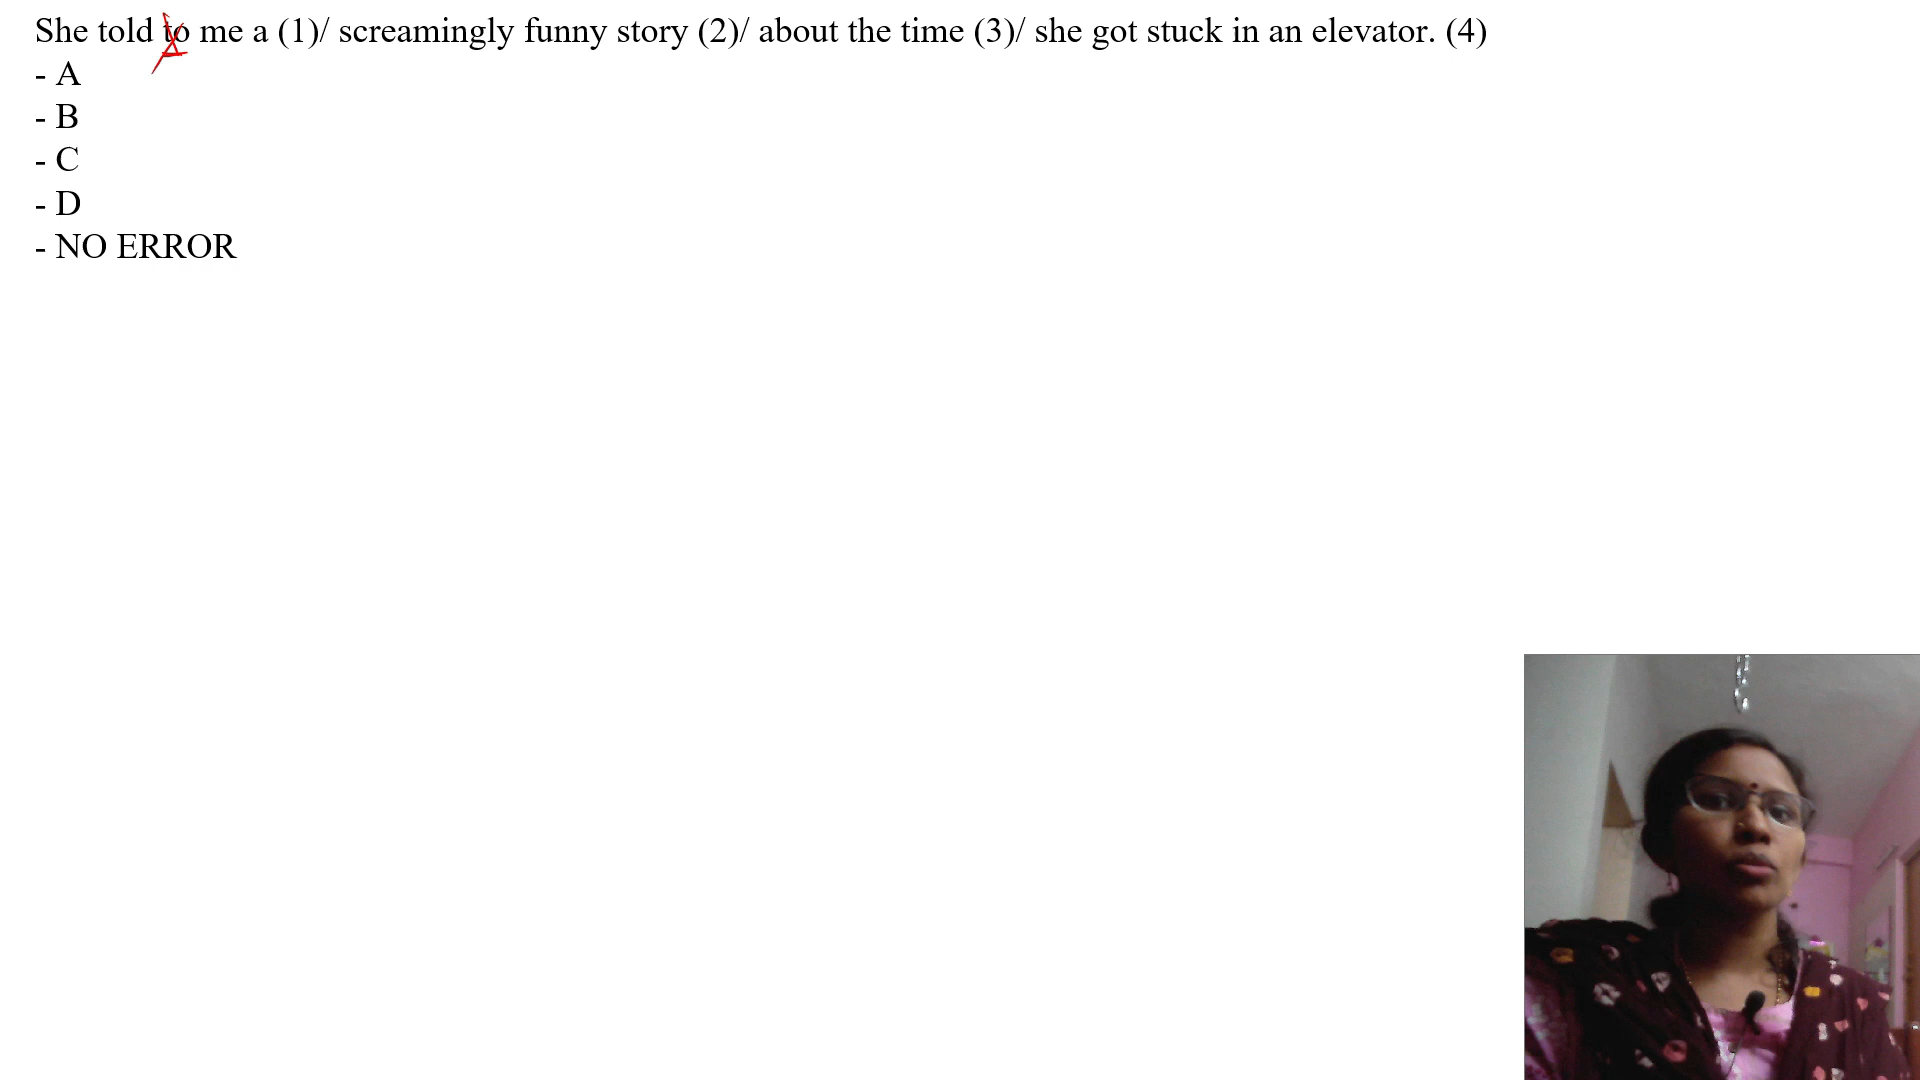 She told to me a (1)/ screamingly funny story (2)/ about the time (3)/ she got stuck in an elevator. (4)
- A
- B
- C
- D
- NO ERROR